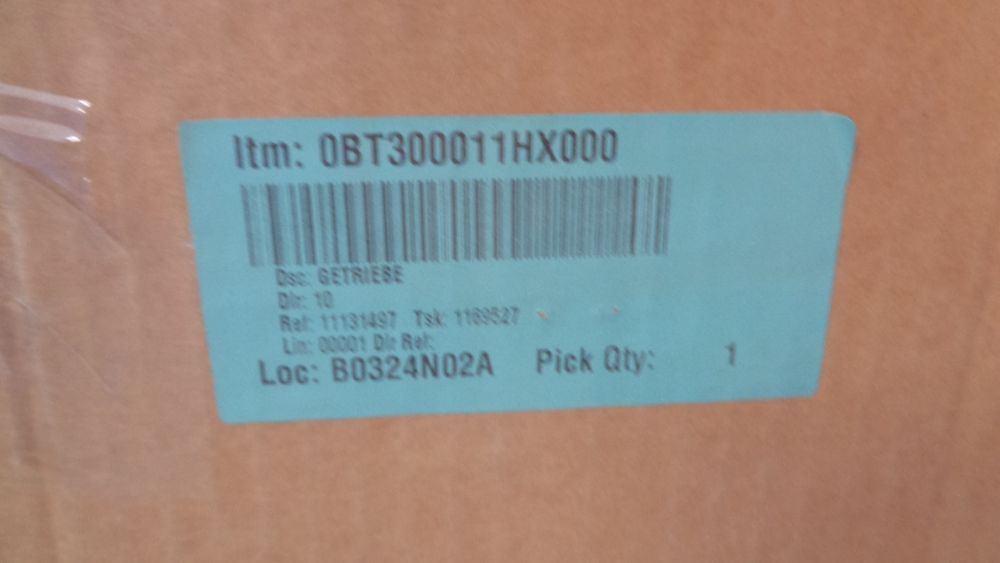 Itm: 0BT300011HX000
Dsc: GETRIEBE
Dlr: 10
Ref: 11131497 Tsk: 1169527
Lin: 00001 Dlr Ref:
Loc: B0324N02A Pick Qty: 1